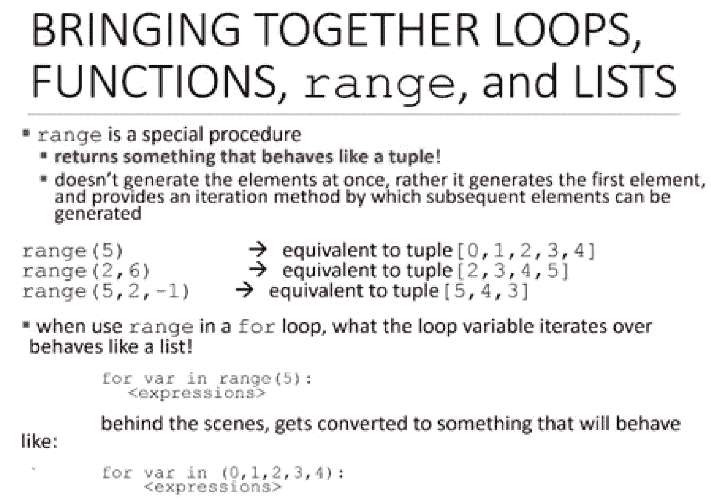 BRINGING TOGETHER LOOPS,
FUNCTIONS, range, and LISTS
▪ range is a special procedure
▪ returns something that behaves like a tuple!
▪ doesn't generate the elements at once, rather it generates the first element,
and provides an iteration method by which subsequent elements can be
generated
range(5) → equivalent to tuple [0,1,2,3,4]
range(2,6) → equivalent to tuple [2,3,4,5]
range(5,2,-1) → equivalent to tuple [5,4,3]
▪ when use range in a for loop, what the loop variable iterates over
behaves like a list!
for var in range(5):
<expressions>
behind the scenes, gets converted to something that will behave
like:
for var in (0,1,2,3,4):
<expressions>